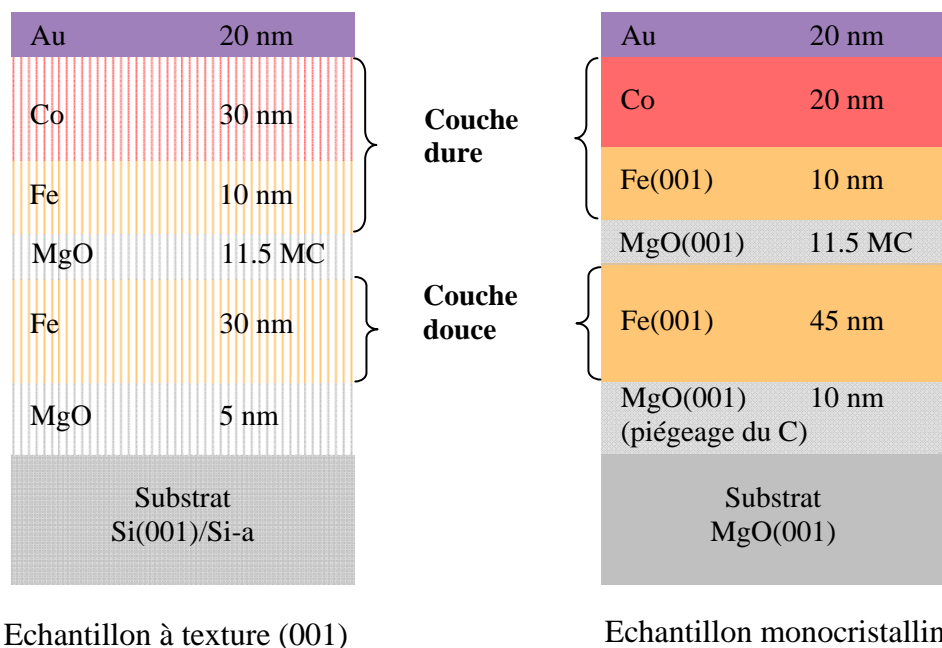 Au 20 nm
Co 30 nm
Fe 10 nm
MgO 11.5 MC
Fe 30 nm
MgO 5 nm
Substrat
Si(001)/Si-a
Echantillon à texture (001)
Couche
dure
Couche
douce
Au 20 nm
Co 20 nm
Fe(001) 10 nm
MgO(001) 11.5 MC
Fe(001) 45 nm
MgO(001) 10 nm
(piégeage du C)
Substrat
MgO(001)
Echantillon monocristallin